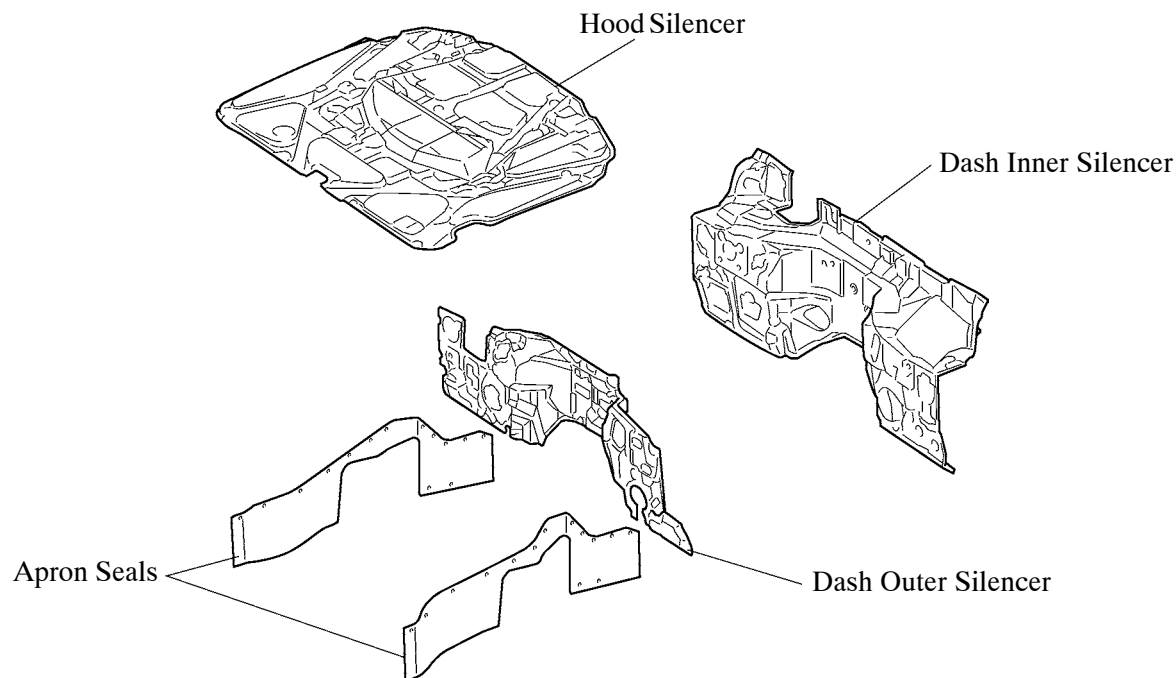 Hood Silencer
Dash Inner Silencer
Apron Seals
Dash Outer Silencer